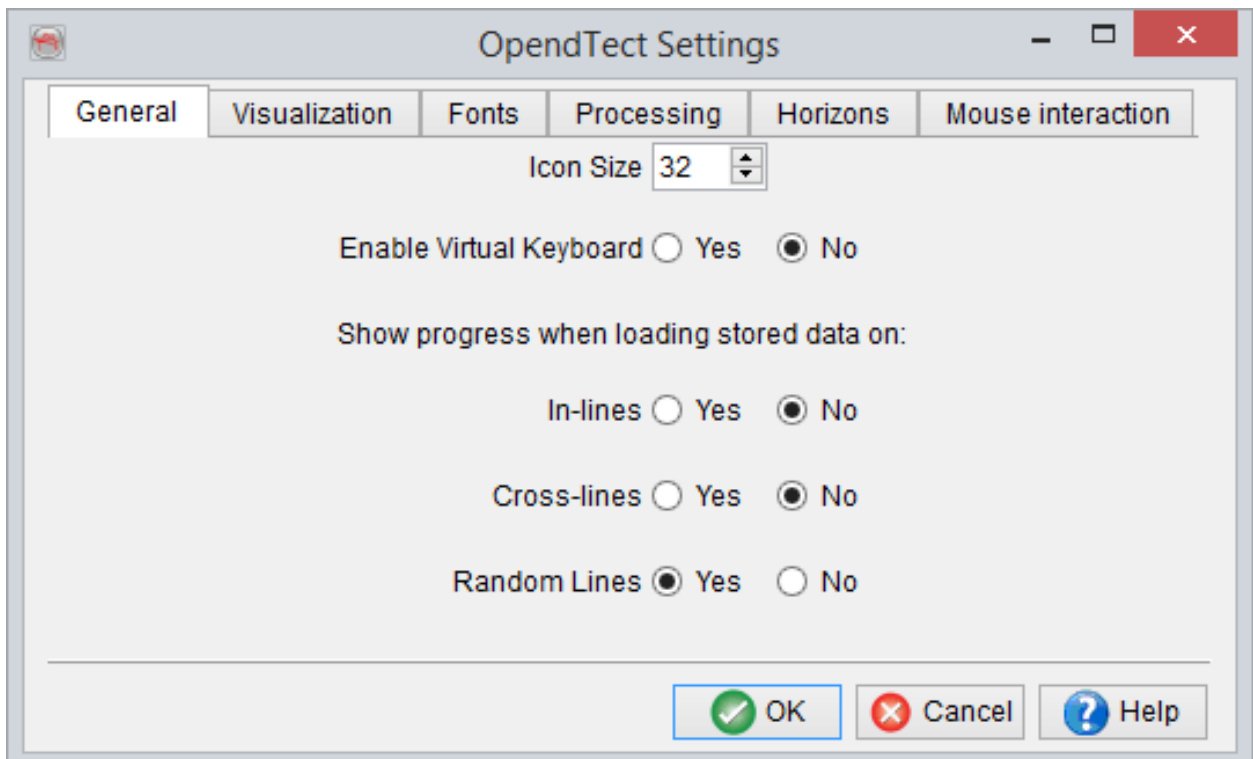 OpendTect Settings
General Visualization Fonts Processing Horizons Mouse interaction
Icon Size 32
Enable Virtual Keyboard Yes No
Show progress when loading stored data on:
In-lines Yes No
Cross-lines Yes No
Random Lines Yes No
OK Cancel Help